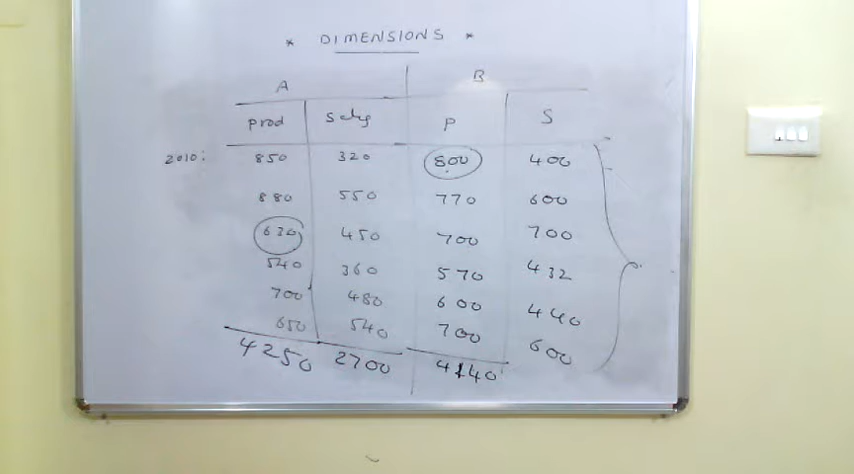 * DIMENSIONS *
A B
Prod Sales P S
2010: 850 320 800 400
880 550 770 600
630 450 700 700
540 360 570 432
700 480 600 440
650 540 700 600
4250 2700 4140